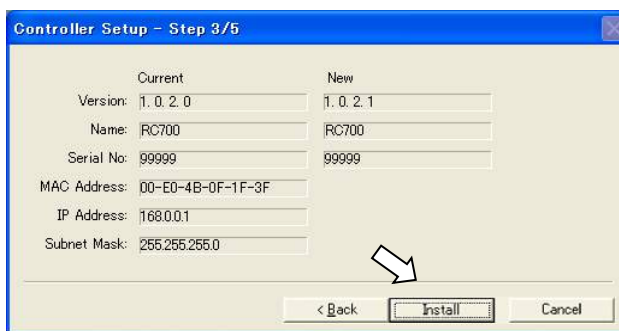 Controller Setup - Step 3/5
Current New
Version: 1. 0. 2. 0 1. 0. 2. 1
Name: RC700 RC700
Serial No: 99999 99999
MAC Address: 00-E0-4B-0F-1F-3F
IP Address: 168.0.0.1
Subnet Mask: 255.255.255.0
< Back Install Cancel